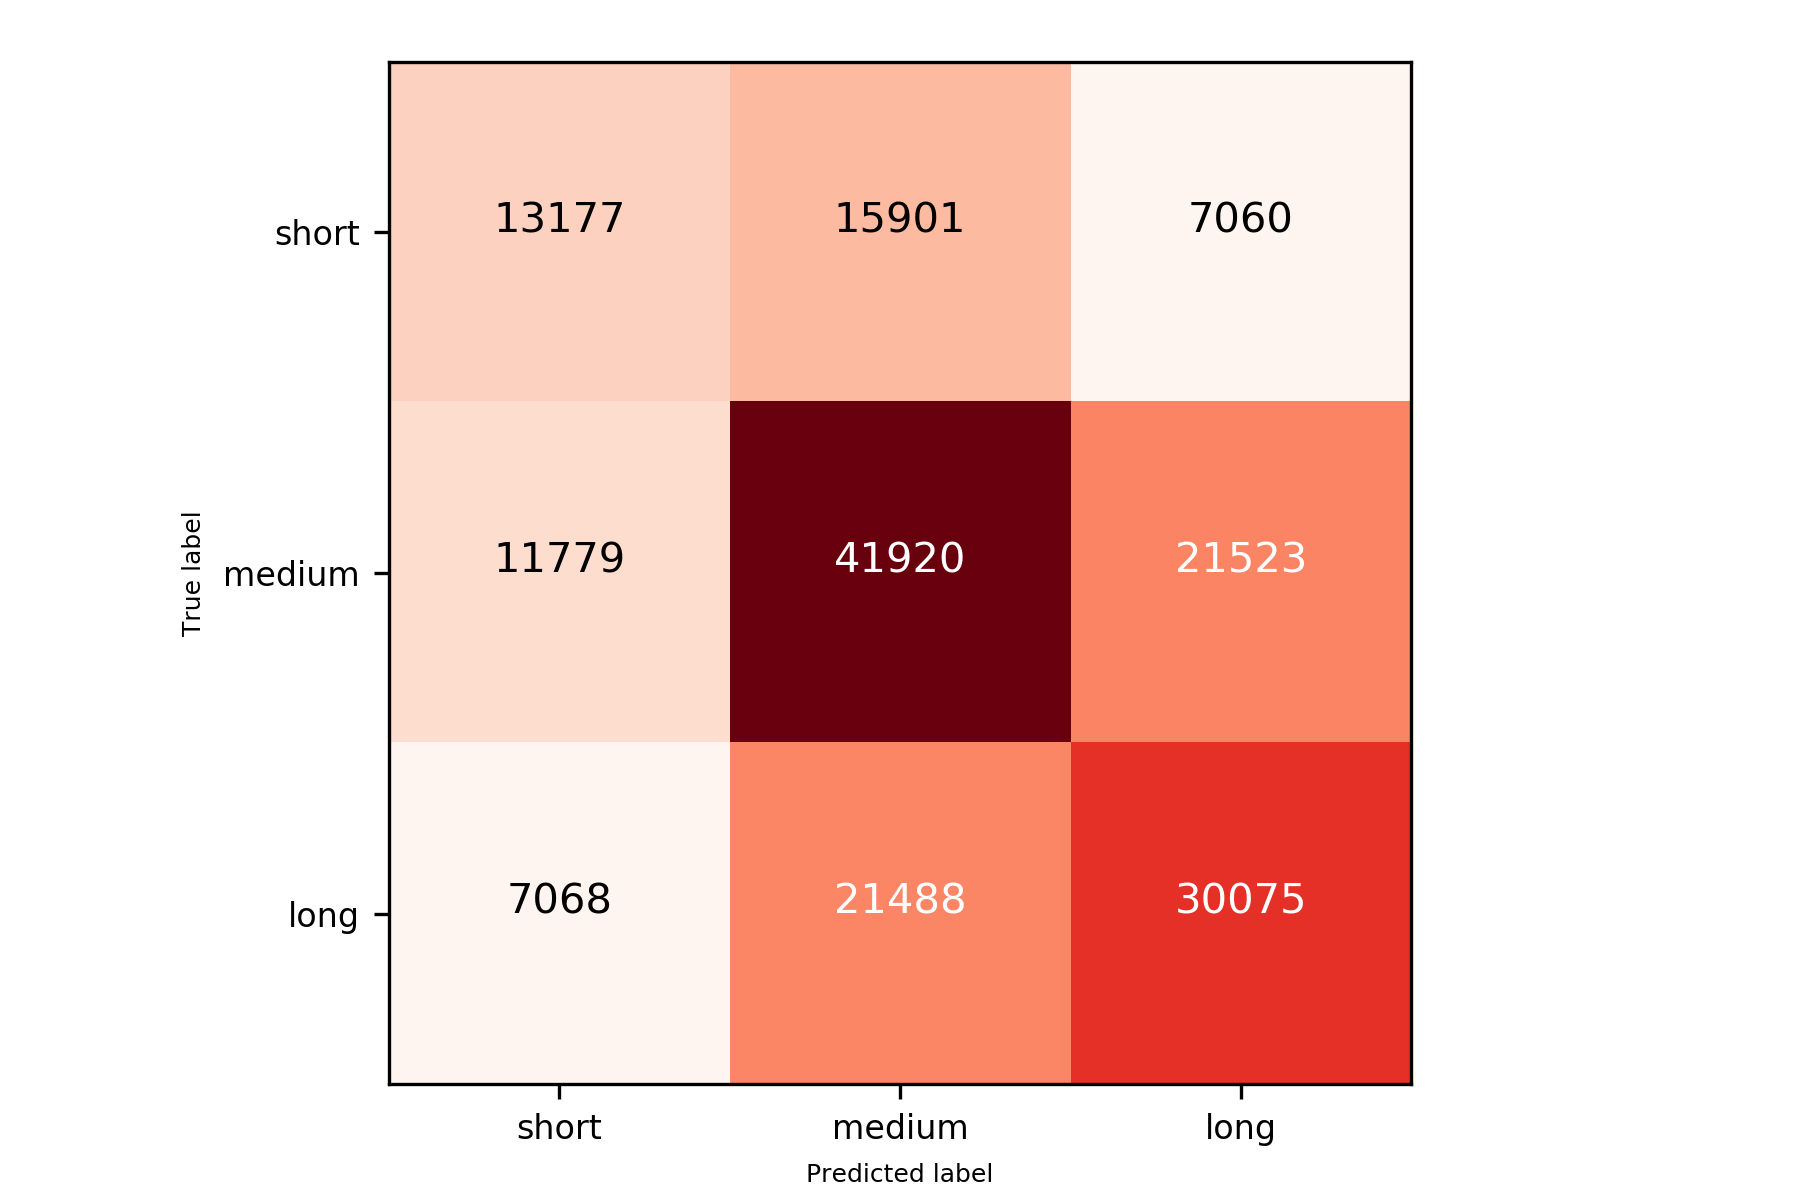 short 13177 15901 7060
True label
medium 11779 41920 21523
long 7068 21488 30075
short medium long
Predicted label